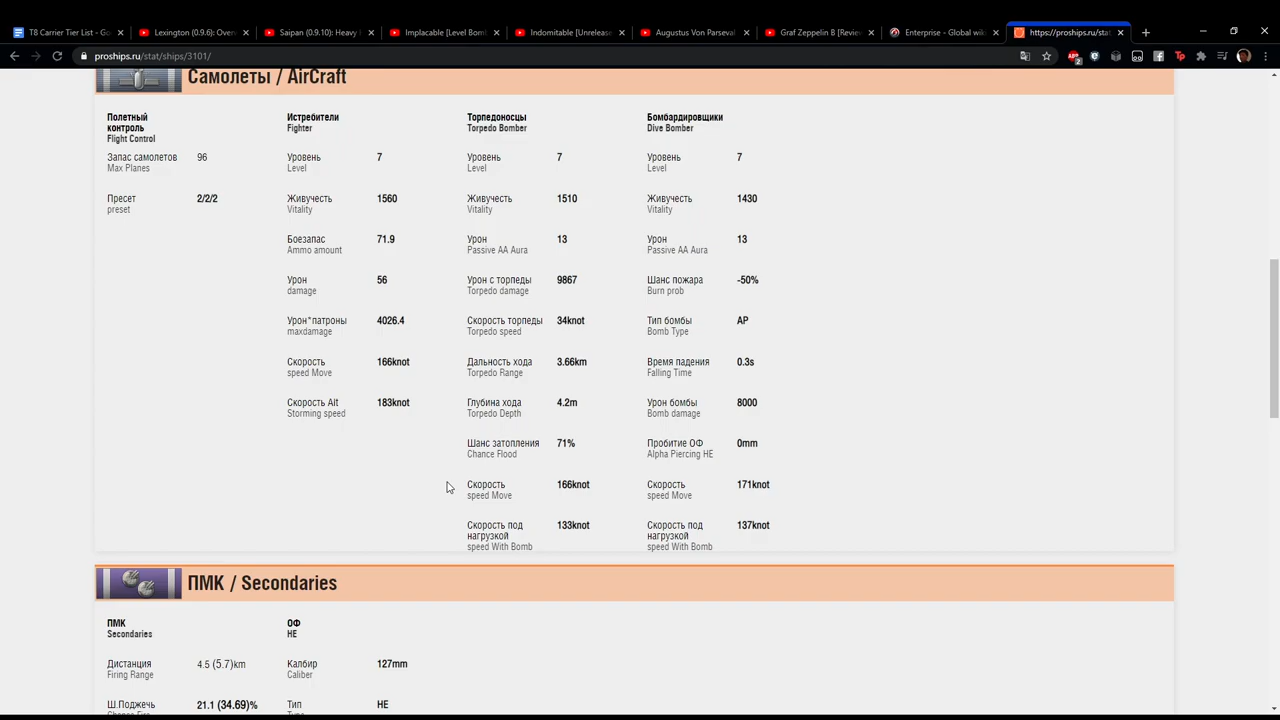 T8 Carrier Tier List - Go
Lexington (0.9.6): Over
Saipan (0.9.10): Heavy
Implacable [Level Bomb
Indomitable [Unrelease
Augustus Von Parseval
Graf Zeppelin B [Review
Enterprise - Global wiki
https://proships.ru/stat
proships.ru/stat/ships/3101/
Самолеты / AirCraft
Полетный контроль
Flight Control
Запас самолетов 96
Max Planes
Пресет 2/2/2
preset
Истребители
Fighter
Уровень 7
Level
Живучесть 1560
Vitality
Боезапас 71.9
Ammo amount
Урон 56
damage
Урон*патроны 4026.4
maxdamage
Скорость 166knot
speed Move
Скорость Alt 183knot
Storming speed
Торпедоносцы
Torpedo Bomber
Уровень 7
Level
Живучесть 1510
Vitality
Урон 13
Passive AA Aura
Урон с торпеды 9867
Torpedo damage
Скорость торпеды 34knot
Torpedo speed
Дальность хода 3.66km
Torpedo Range
Глубина хода 4.2m
Torpedo Depth
Шанс затопления 71%
Chance Flood
Скорость 166knot
speed Move
Скорость под нагрузкой 133knot
speed With Bomb
Бомбардировщики
Dive Bomber
Уровень 7
Level
Живучесть 1430
Vitality
Урон 13
Passive AA Aura
Шанс пожара -50%
Burn prob
Тип бомбы AP
Bomb Type
Время падения 0.3s
Falling Time
Урон бомбы 8000
Bomb damage
Пробитие ОФ 0mm
Alpha Piercing HE
Скорость 171knot
speed Move
Скорость под нагрузкой 137knot
speed With Bomb
ПМК / Secondaries
ПМК
Secondaries
Дистанция 4.5 (5.7)km
Firing Range
Ш.Поджечь 21.1 (34.69)%
ОФ
HE
Калбир 127mm
Caliber
Тип HE